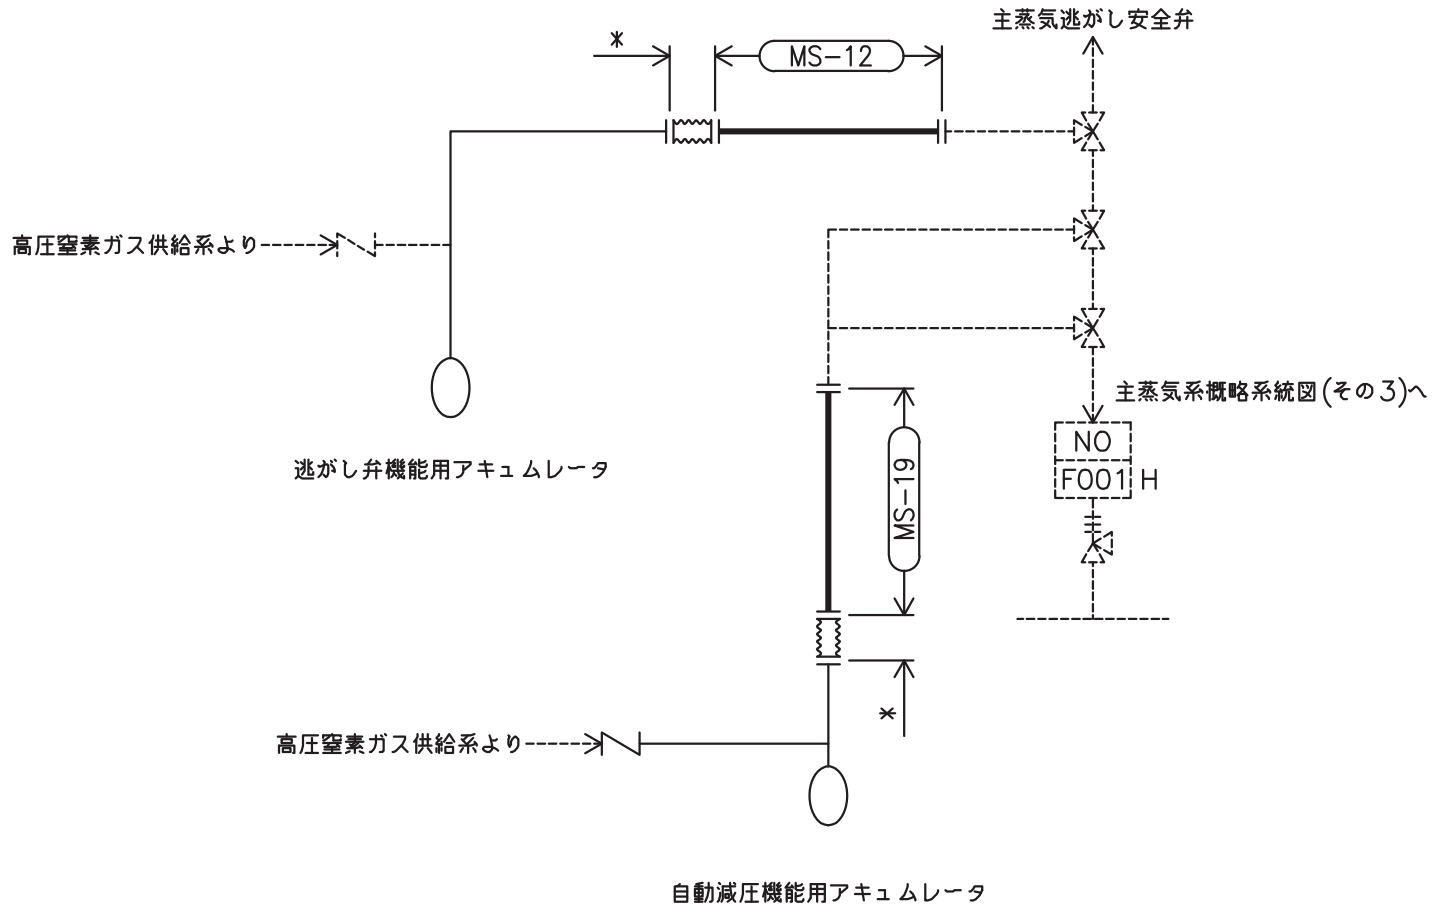 主蒸気逃がし安全弁
*
MS-12
高圧窒素ガス供給系より
主蒸気系概略系統図(その3)へ
NO
F001 H
逃がし弁機能用アキュムレータ
MS-19
*
高圧窒素ガス供給系より
自動減圧機能用アキュムレータ